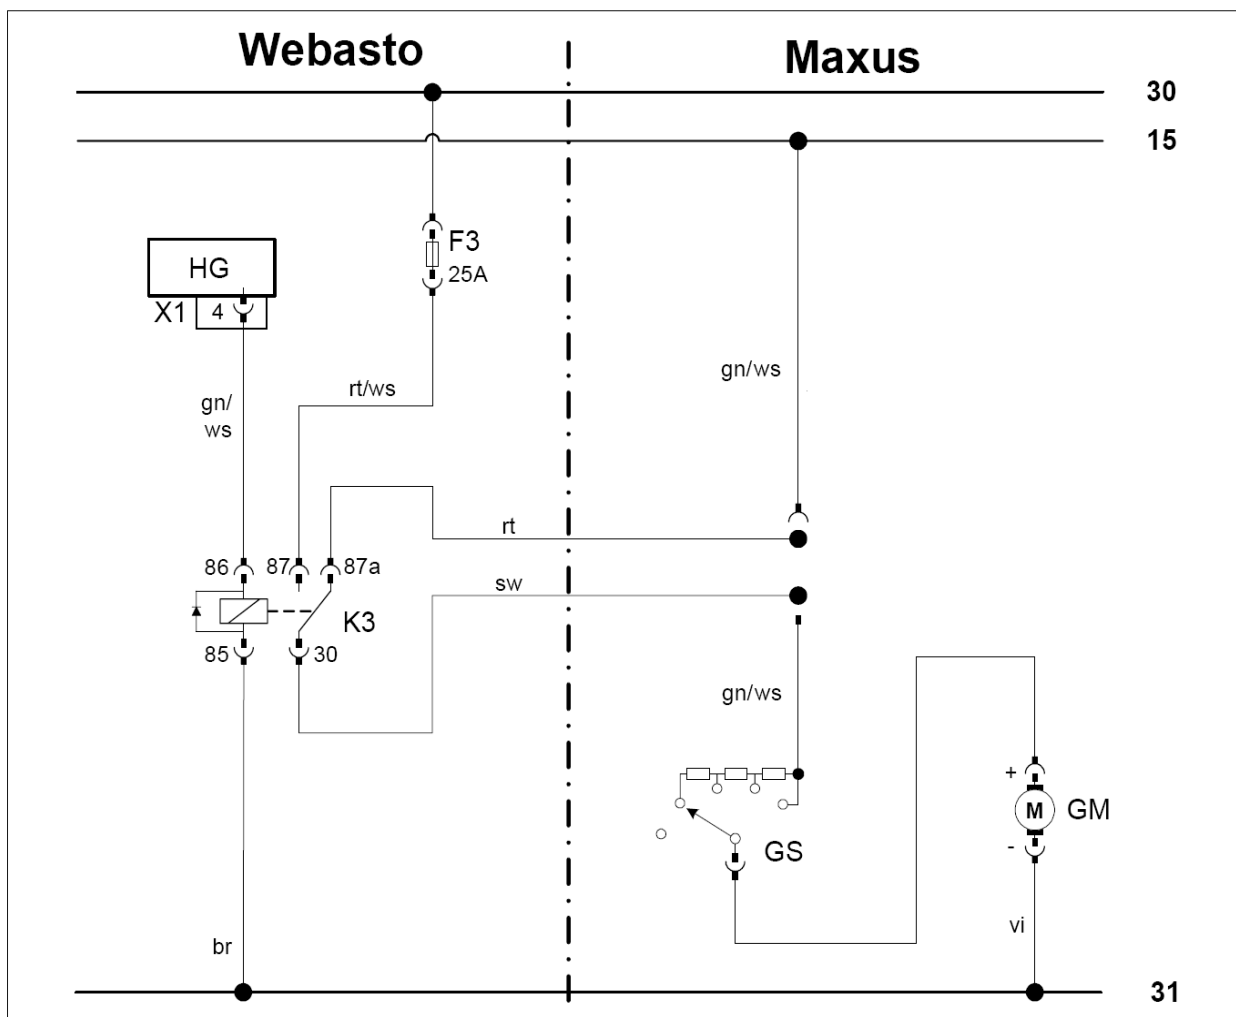 Webasto
Maxus
30
15
F3
25A
HG
X1
4
gn/ws
rt/ws
gn/
ws
rt
86
87
87a
sw
K3
85
30
gn/ws
+
M
GM
GS
-
vi
br
31